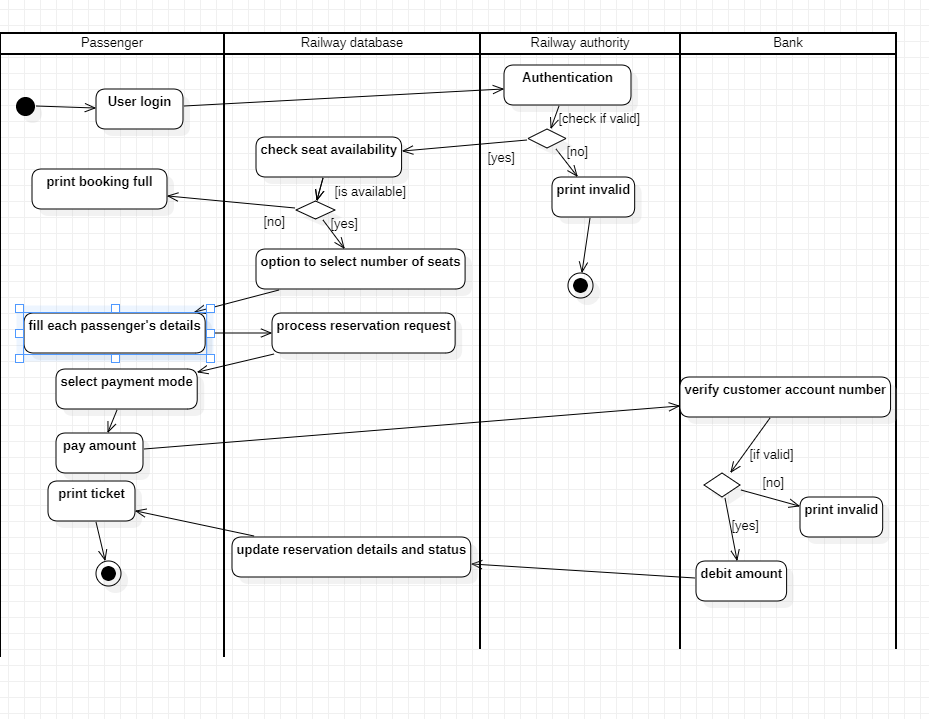 Passenger
Railway database
Railway authority
Bank
User login
Authentication
[check if valid]
check seat availability
[yes]
[no]
print booking full
[is available]
print invalid
[no]
[yes]
option to select number of seats
fill each passenger's details
process reservation request
select payment mode
verify customer account number
pay amount
[if valid]
print ticket
[no]
print invalid
[yes]
update reservation details and status
debit amount